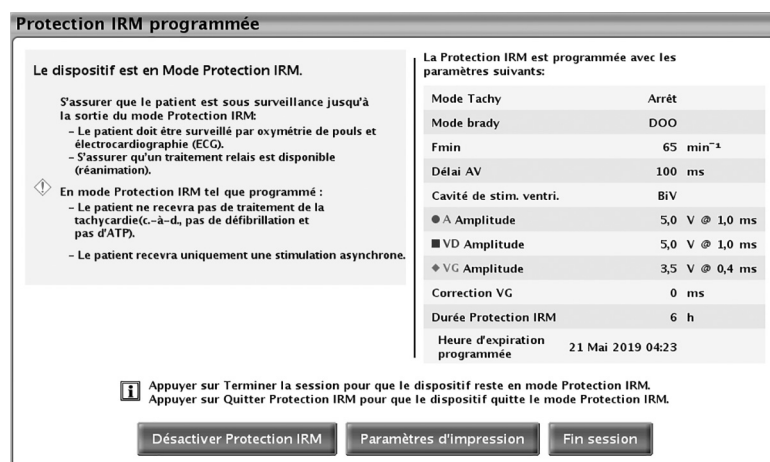 Protection IRM programmée
Le dispositif est en Mode Protection IRM.
S'assurer que le patient est sous surveillance jusqu'à
la sortie du mode Protection IRM:
– Le patient doit être surveillé par oxymétrie de pouls et
électrocardiographie (ECG).
– S'assurer qu'un traitement relais est disponible
(réanimation).
En mode Protection IRM tel que programmé :
– Le patient ne recevra pas de traitement de la
tachycardie(c.-à-d., pas de défibrillation et
pas d'ATP).
– Le patient recevra uniquement une stimulation asynchrone.
La Protection IRM est programmée avec les
paramètres suivants:
Mode Tachy Arrêt
Mode brady DOO
Fmin 65 min⁻¹
Délai AV 100 ms
Cavité de stim. ventri. BiV
A Amplitude 5,0 V @ 1,0 ms
VD Amplitude 5,0 V @ 1,0 ms
VG Amplitude 3,5 V @ 0,4 ms
Correction VG 0 ms
Durée Protection IRM 6 h
Heure d'expiration
programmée 21 Mai 2019 04:23
Appuyer sur Terminer la session pour que le dispositif reste en mode Protection IRM.
Appuyer sur Quitter Protection IRM pour que le dispositif quitte le mode Protection IRM.
Désactiver Protection IRM Paramètres d'impression Fin session